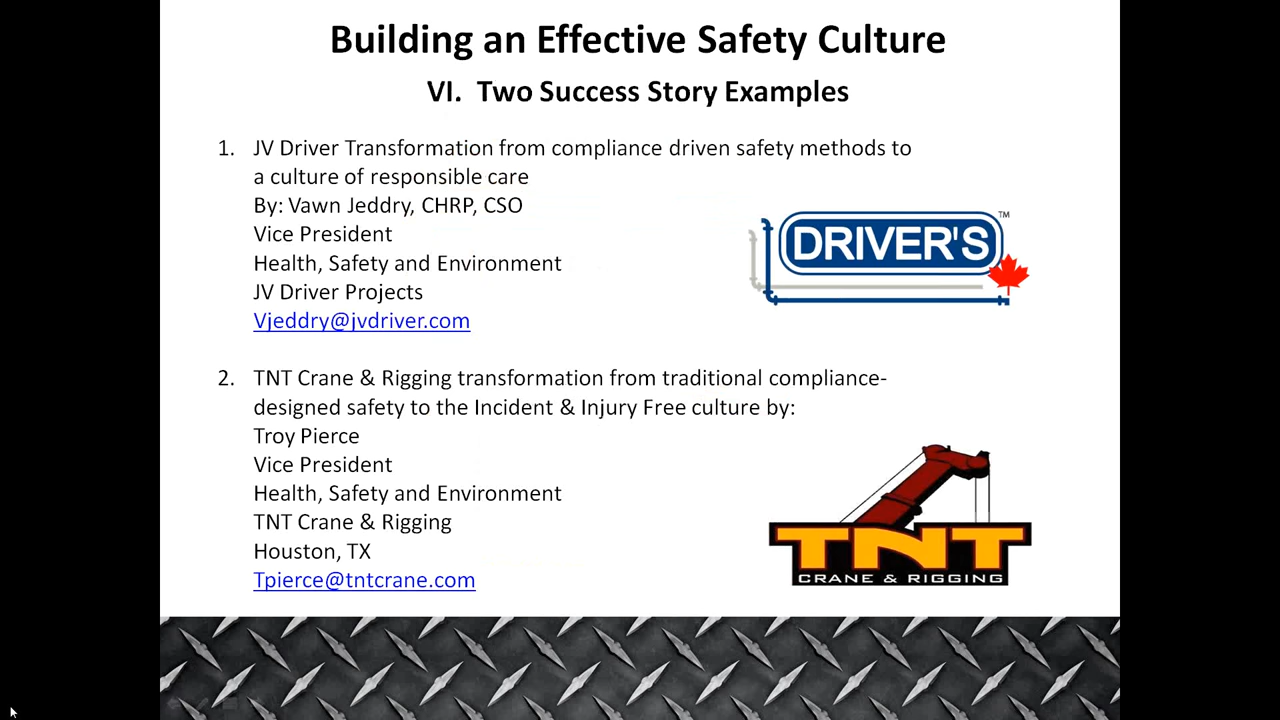 Building an Effective Safety Culture
VI. Two Success Story Examples
1. JV Driver Transformation from compliance driven safety methods to
a culture of responsible care
By: Vawn Jeddry, CHRP, CSO
Vice President
Health, Safety and Environment
JV Driver Projects
Vjeddry@jvdriver.com
DRIVER'S
TM
2. TNT Crane & Rigging transformation from traditional compliance-
designed safety to the Incident & Injury Free culture by:
Troy Pierce
Vice President
Health, Safety and Environment
TNT Crane & Rigging
Houston, TX
Tpierce@tntcrane.com
TNT
CRANE & RIGGING